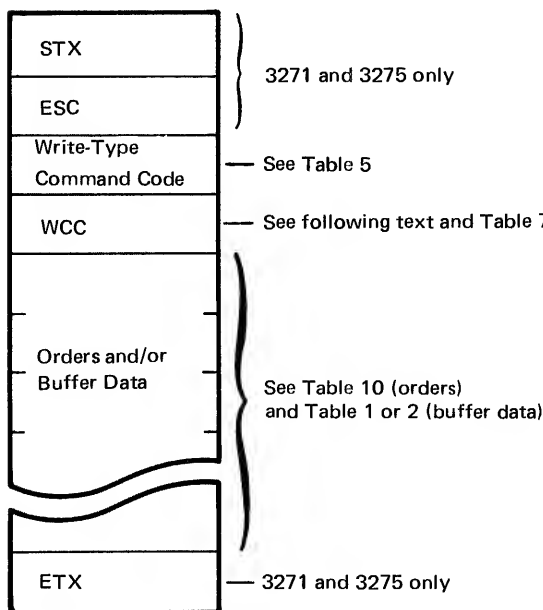 STX
3271 and 3275 only
ESC
Write-Type
Command Code
See Table 5
WCC
See following text and Table 7
Orders and/or
Buffer Data
See Table 10 (orders)
and Table 1 or 2 (buffer data)
ETX
3271 and 3275 only